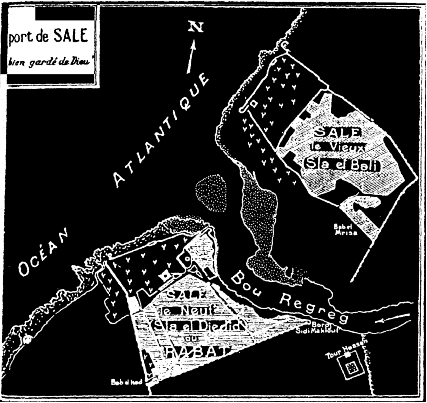 port de SALE
bien gardé de Dieu
N
OCÉAN ATLANTIQUE
SALE
le Vieux
(Sla el Bali)
Bab el
Mrisa
Bou Regreg
SALE
le Neuf
(Sla el Djedid)
ou
RABAT
Bordj
Sidi Makhlouf
Tour Hassan
Bab el had